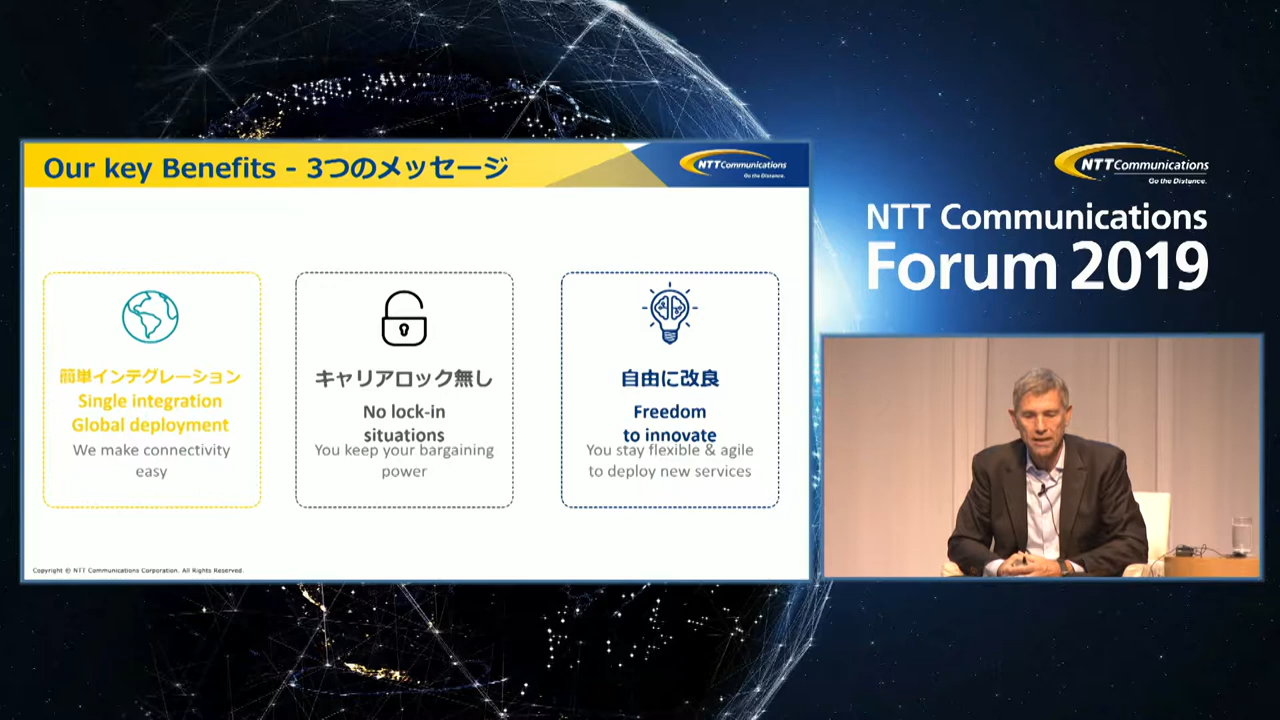 Our key Benefits - 3つのメッセージ
NTT Communications
Go the Distance.
簡単インテグレーション
Single integration
Global deployment
We make connectivity
easy
キャリアロック無し
No lock-in
situations
You keep your bargaining
power
自由に改良
Freedom
to innovate
You stay flexible & agile
to deploy new services
Copyright © NTT Communications Corporation. All Rights Reserved.
NTT Communications
Go the Distance.
NTT Communications
Forum 2019